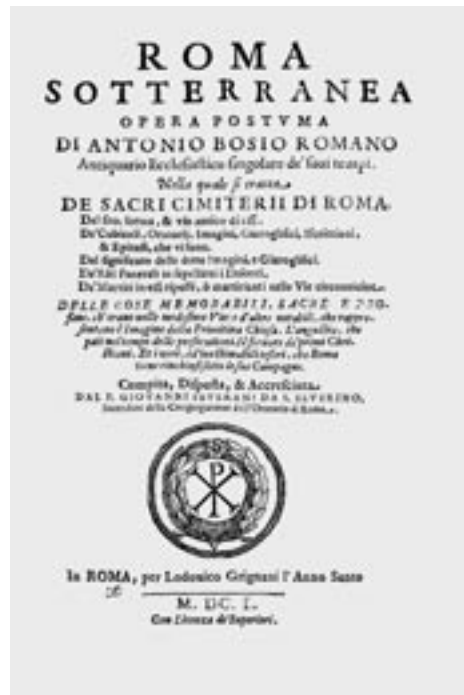 ROMA
SOTTERRANEA
OPERA POSTVMA
DI ANTONIO BOSIO ROMANO
Antiquario Ecclesiastico singolare de' suoi tempi.
Nella quale si tratta
DE SACRI CIMITERII DI ROMA.
Del sito, forma, & vso antico di essi.
De' Cubicoli, Oratorij, Imagini, Gieroglifici, Iscrittioni,
& Epitaffi, che vi sono.
Del significato delle dette Imagini, e Gieroglifici.
De' Riti Funerali in sepellirui i Defonti.
De' Martiri in essi riposti, ò martirizati nelle Vie circonuicine.
DELLE COSE MEMORABILI, SACRE E PRO-
fane, ch' erano nelle medesime Vie: e d'altre notabili, che rappre-
sentano l'Imagine della Primitiua Chiesa. L'angustie, che
patì nel tempo delle persecutioni. Il feruore de' primi Chri-
stiani. Et i veri, ed inestimabili tesori, che Roma
tiene rinchiusi sotto le sue Campagne.
Compita, Disposta, & Accresciuta
DAL P. GIOVANNI SEVERANI DA S. SEVERINO,
Sacerdote della Congregatione dell'Oratorio di Roma.
In ROMA, per Lodouico Grignani l'Anno Santo
M. DC. L.
Con Licenza de' Superiori.